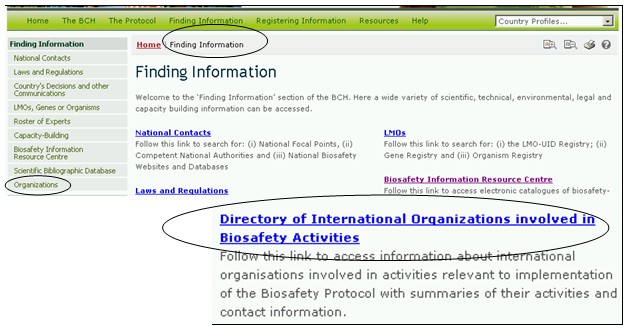 Home The BCH The Protocol Finding Information Registering Information Resources Help Country Profiles...
Finding Information
National Contacts
Laws and Regulations
Country's Decisions and other
Communications
LMOs, Genes or Organisms
Roster of Experts
Capacity-Building
Biosafety Information
Resource Centre
Scientific Bibliographic Database
Organizations
Home Finding Information
Finding Information
Welcome to the 'Finding Information' section of the BCH. Here a wide variety of scientific, technical, environmental, legal and
capacity building information can be accessed.
National Contacts
Follow this link to search for: (i) National Focal Points, (ii)
Competent National Authorities and (iii) National Biosafety
Websites and Databases
Laws and Regulations
LMOs
Follow this link to search for: (i) the LMO-UID Registry; (ii)
Gene Registry and (iii) Organism Registry
Biosafety Information Resource Centre
Follow this link to access electronic catalogues of biosafety-
Directory of International Organizations involved in
Biosafety Activities
Follow this link to access information about international
organisations involved in activities relevant to implementation
of the Biosafety Protocol with summaries of their activities and
contact information.